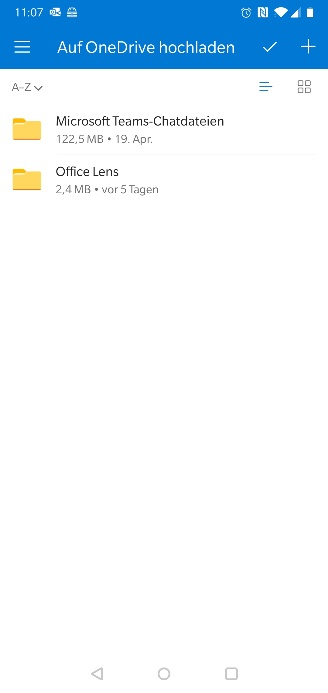 11:07
Auf OneDrive hochladen
A–Z
Microsoft Teams-Chatdateien
122,5 MB • 19. Apr.
Office Lens
2,4 MB • vor 5 Tagen